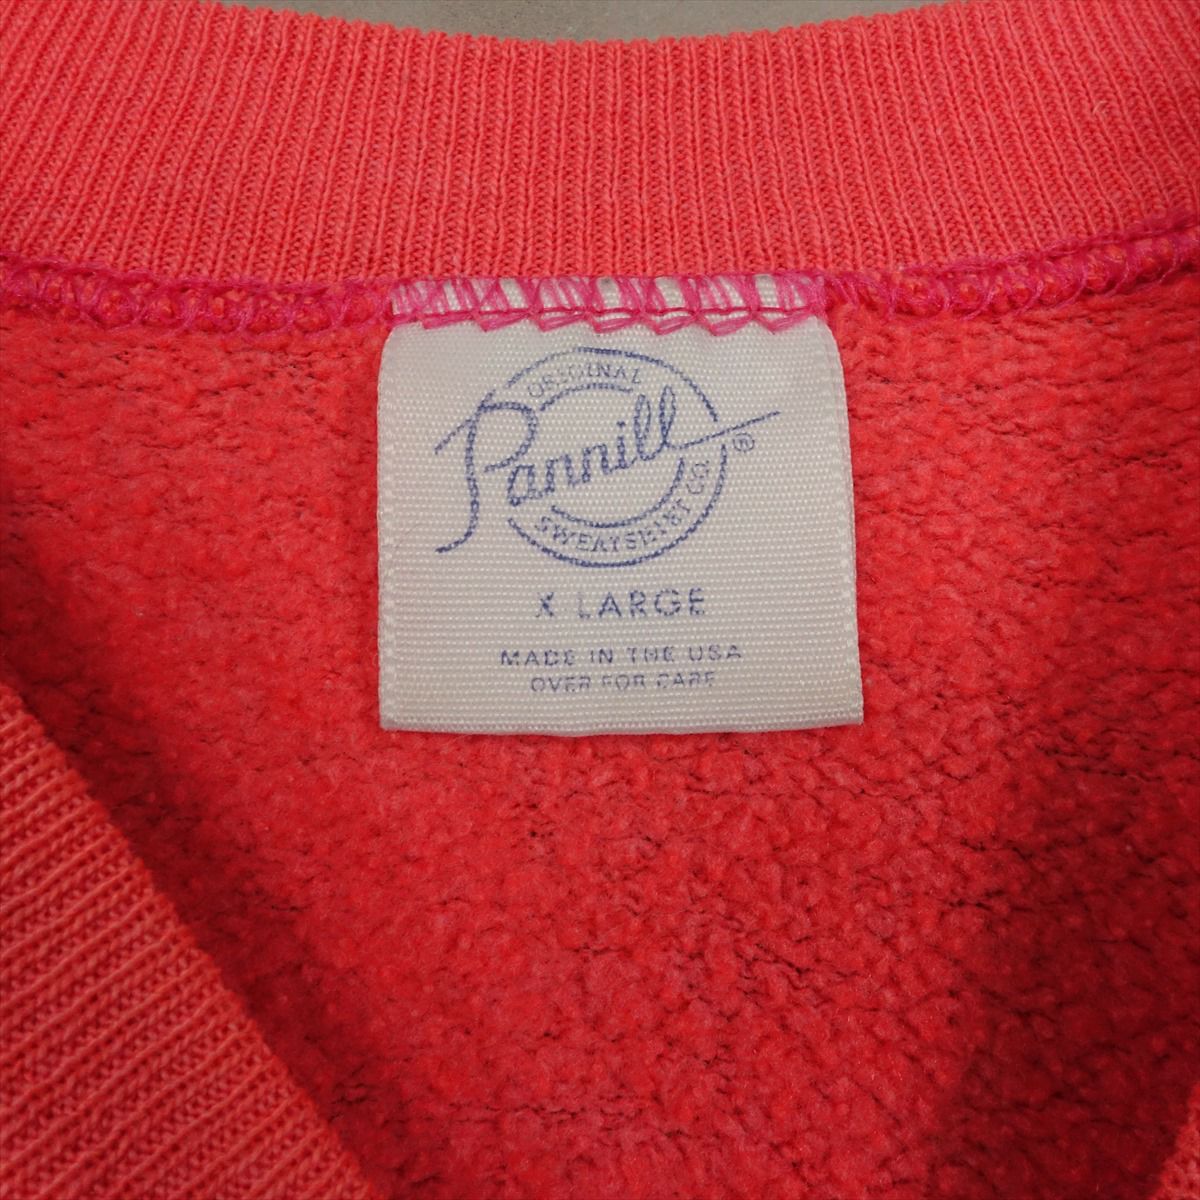 ORIGINAL
Pannill ®
SWEATSHIRT CO.
X LARGE
MADE IN THE USA
OVER FOR CARE